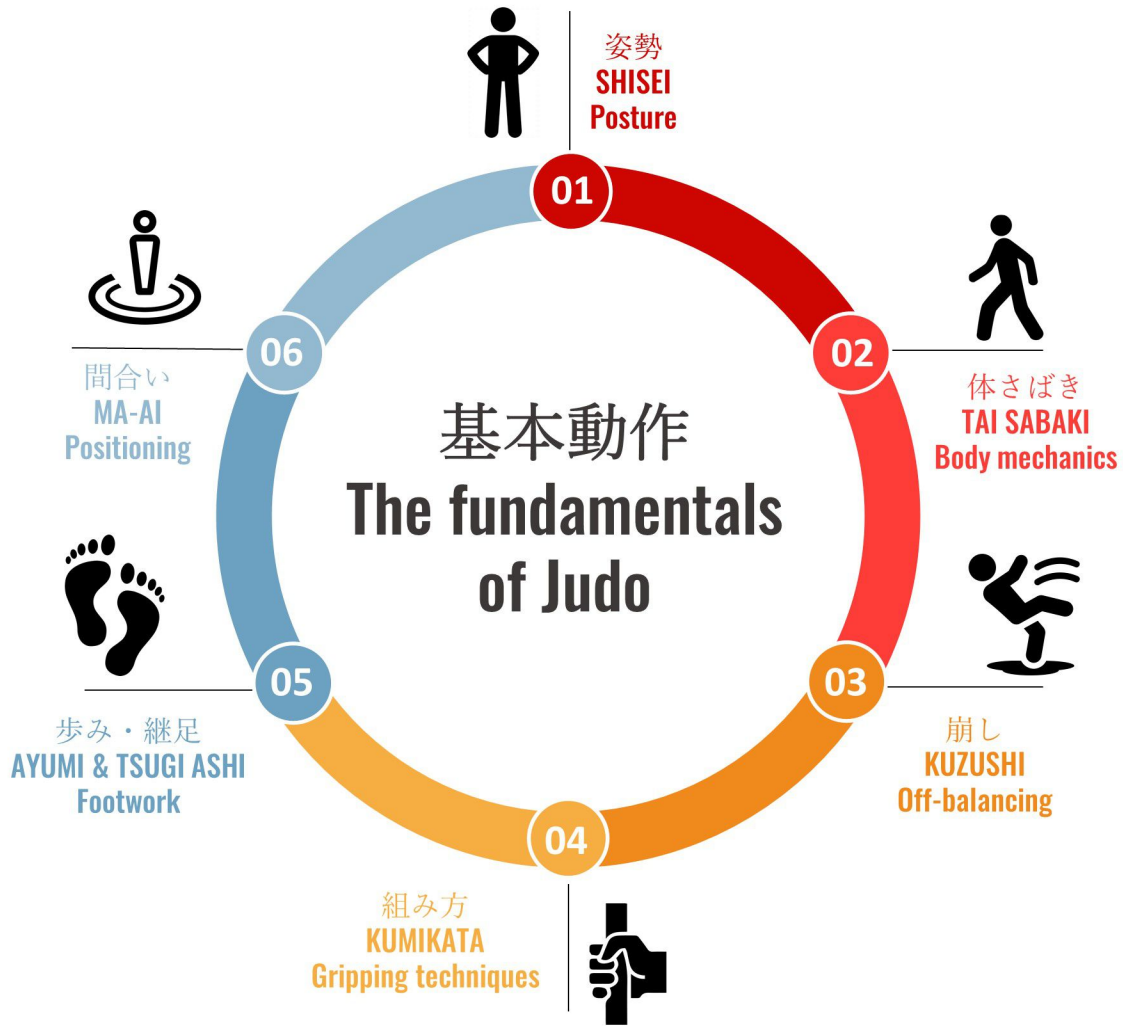 姿勢
SHISEI
Posture
01
02
体さばき
TAI SABAKI
Body mechanics
03
崩し
KUZUSHI
Off-balancing
04
組み方
KUMIKATA
Gripping techniques
05
歩み・継足
AYUMI & TSUGI ASHI
Footwork
06
間合い
MA-AI
Positioning
基本動作
The fundamentals
of Judo